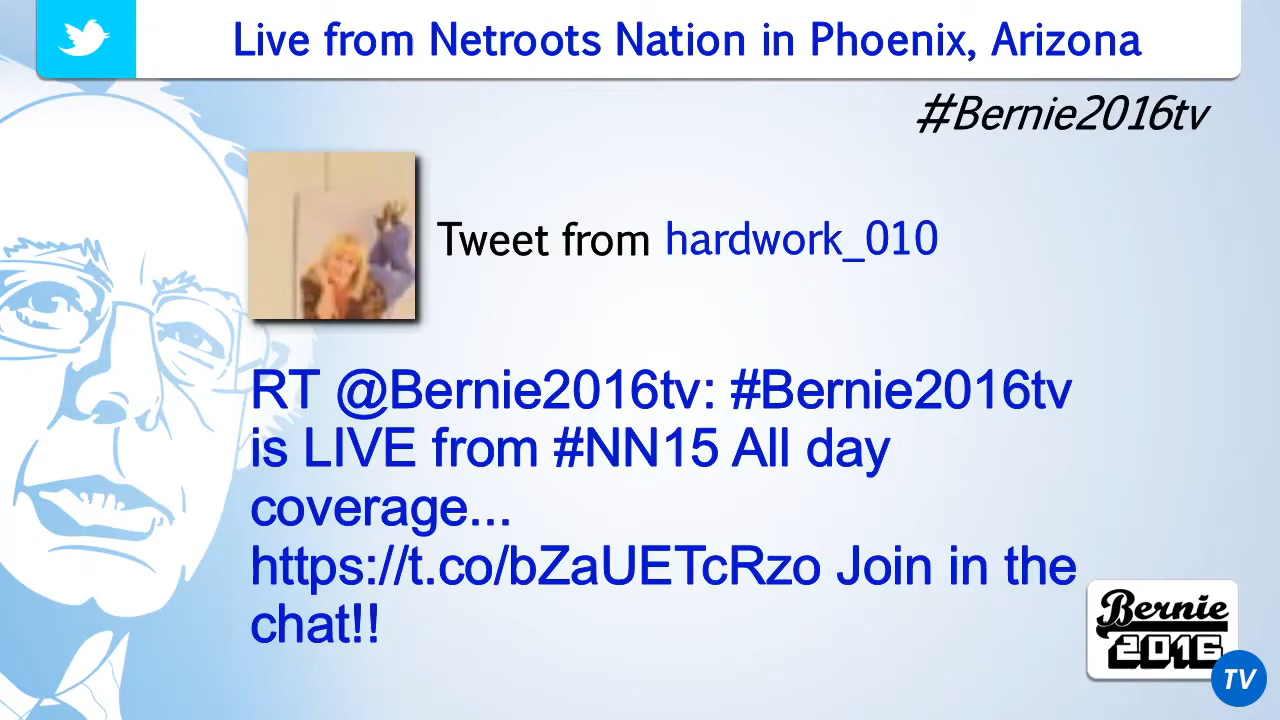 Live from Netroots Nation in Phoenix, Arizona
#Bernie2016tv
Tweet from hardwork_010
RT @Bernie2016tv: #Bernie2016tv
is LIVE from #NN15 All day
coverage...
https://t.co/bZaUETcRzo Join in the
chat!!
Bernie
2016
TV